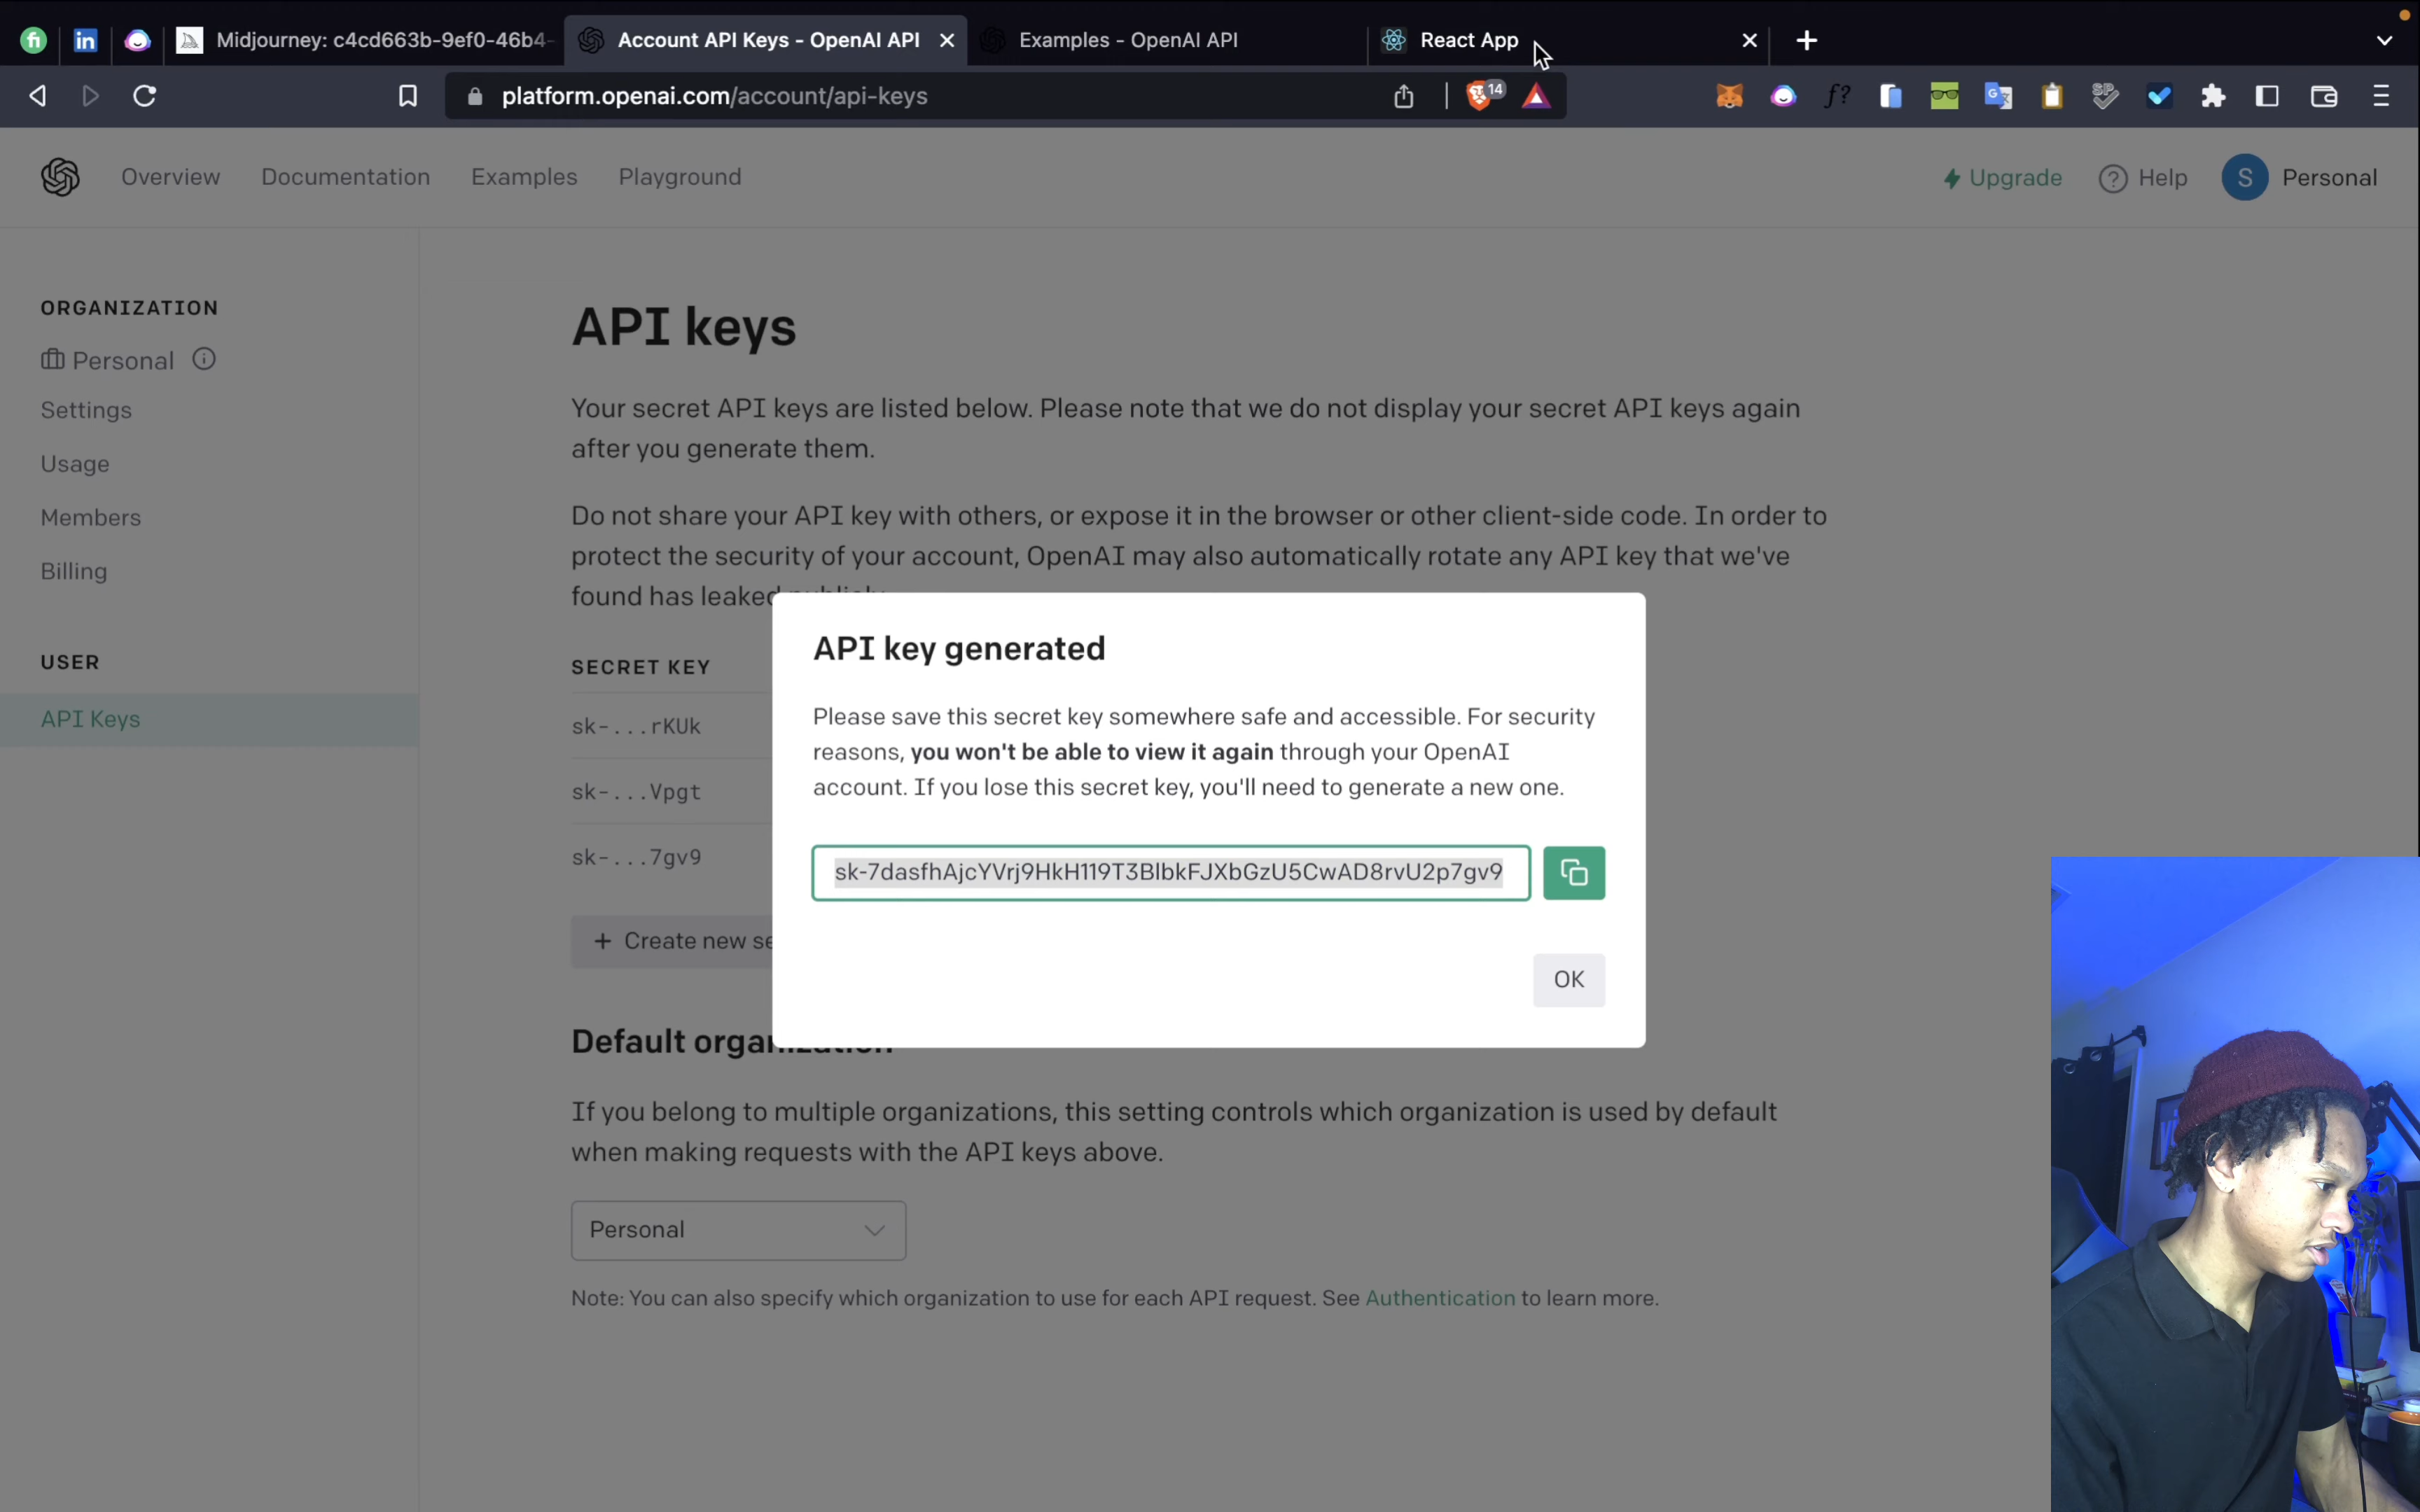 Midjourney: c4cd663b-9ef0-46b4-
Account API Keys - OpenAI API
Examples - OpenAI API
React App
platform.openai.com/account/api-keys
14
Overview
Documentation
Examples
Playground
Upgrade
Help
S
Personal
ORGANIZATION
Personal
Settings
Usage
Members
Billing
USER
API Keys
API keys
Your secret API keys are listed below. Please note that we do not display your secret API keys again
after you generate them.
Do not share your API key with others, or expose it in the browser or other client-side code. In order to
protect the security of your account, OpenAI may also automatically rotate any API key that we've
found has leaked
SECRET KEY
sk-...rKUk
sk-...Vpgt
sk-...7gv9
+ Create new se
API key generated
Please save this secret key somewhere safe and accessible. For security
reasons, you won't be able to view it again through your OpenAI
account. If you lose this secret key, you'll need to generate a new one.
OK
Default organization
If you belong to multiple organizations, this setting controls which organization is used by default
when making requests with the API keys above.
Personal
Note: You can also specify which organization to use for each API request. See Authentication to learn more.